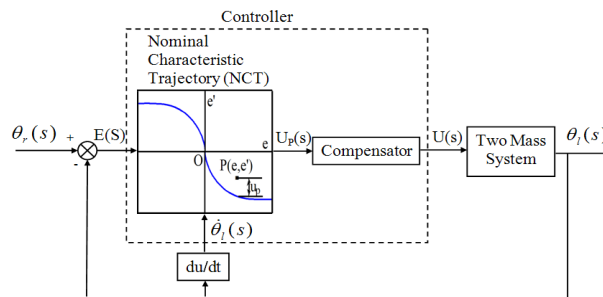 Controller
Nominal
Characteristic
Trajectory (NCT)
e'
θr(s)
+
-
E(S)
e
O
P(e,e')
up
UP(s)
Compensator
U(s)
Two Mass
System
θl(s)
θ̇l(s)
du/dt